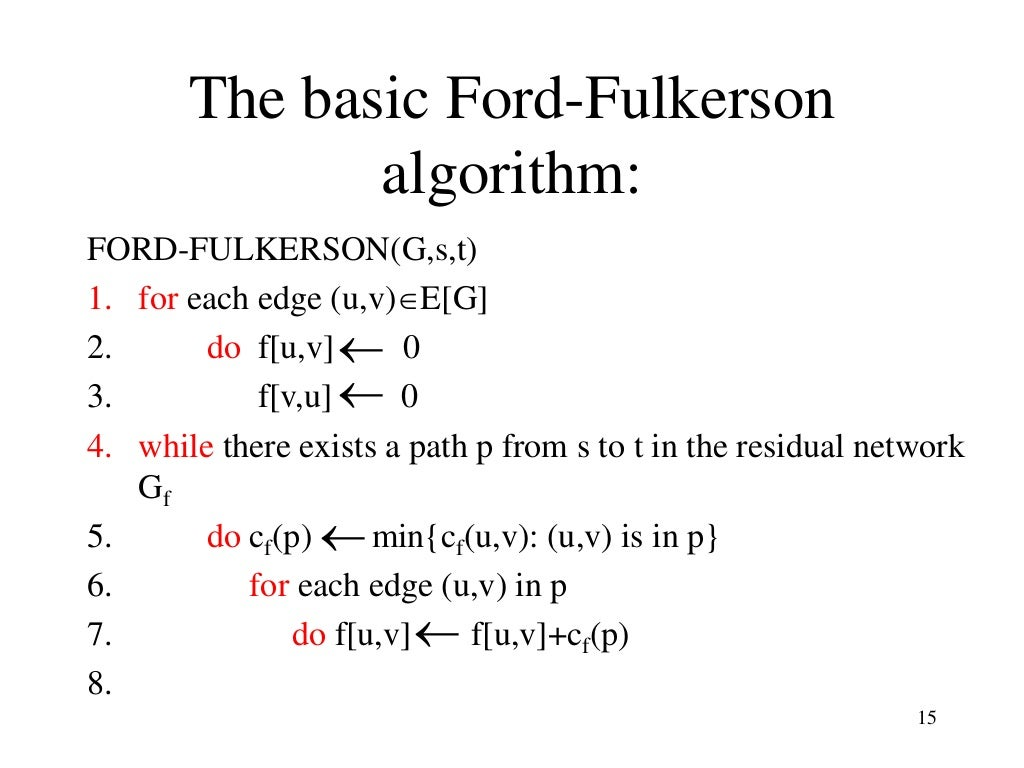 The basic Ford-Fulkerson
algorithm:
FORD-FULKERSON(G,s,t)
1. for each edge (u,v)∈E[G]
2. do f[u,v] ← 0
3. f[v,u] ← 0
4. while there exists a path p from s to t in the residual network
G_f
5. do c_f(p) ← min{c_f(u,v): (u,v) is in p}
6. for each edge (u,v) in p
7. do f[u,v] ← f[u,v]+c_f(p)
8.
15